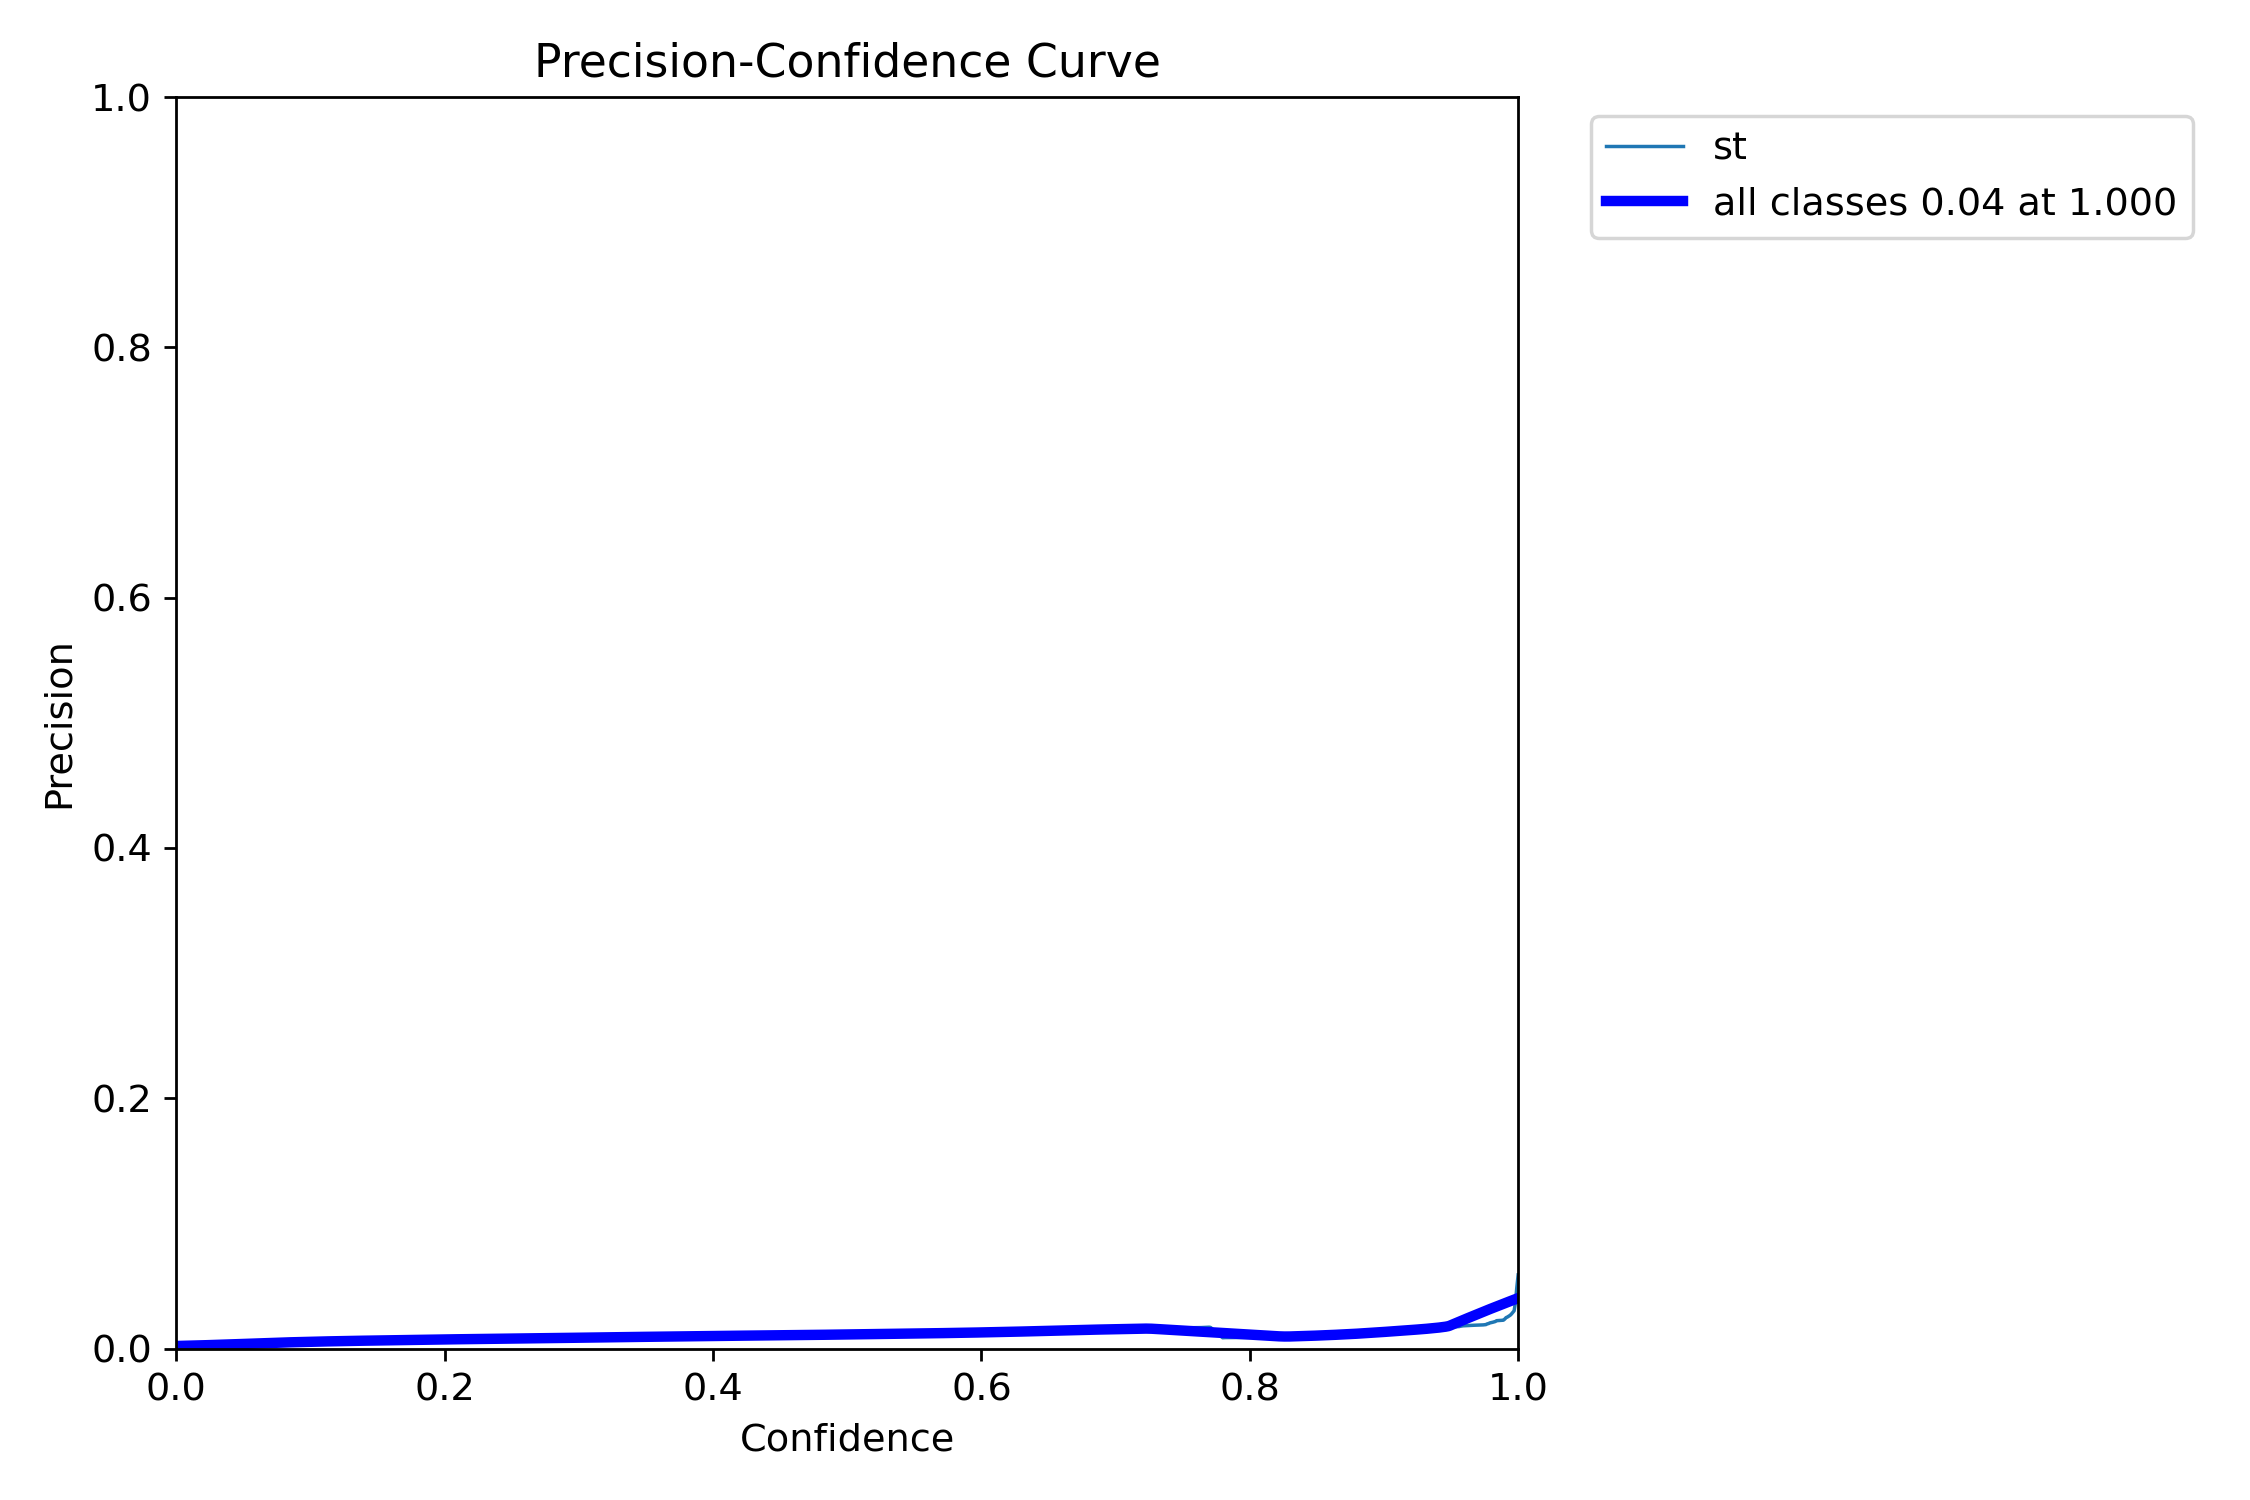 Precision-Confidence Curve
st
all classes 0.04 at 1.000
Precision
1.0
0.8
0.6
0.4
0.2
0.0
0.0 0.2 0.4 0.6 0.8 1.0
Confidence